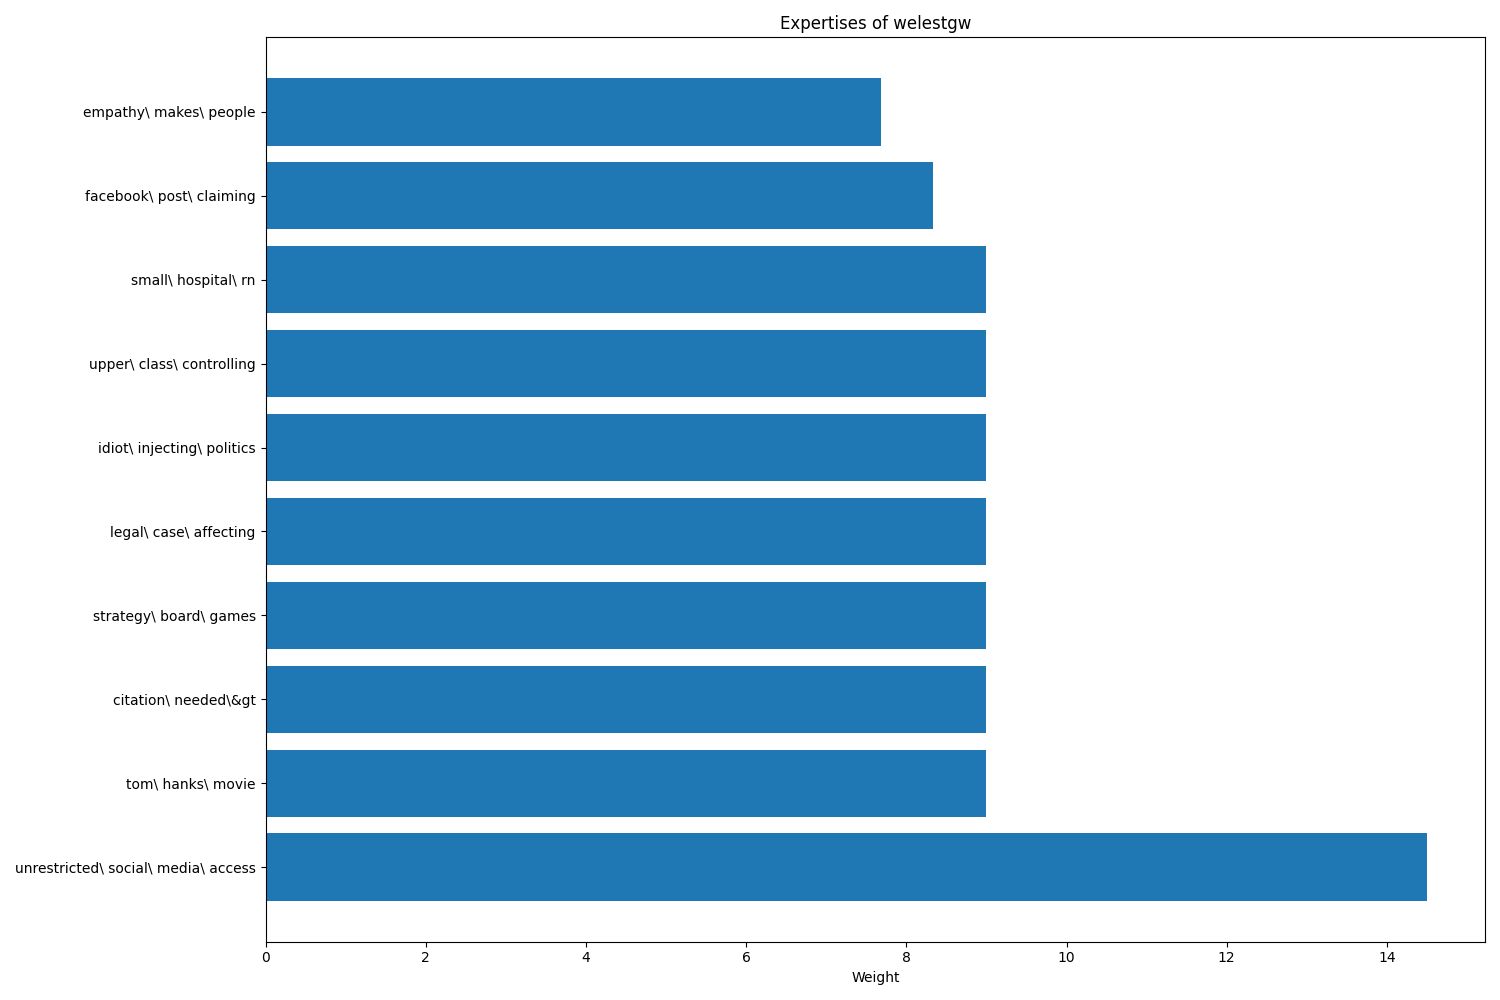 Expertises of welestgw
empathy\ makes\ people
facebook\ post\ claiming
small\ hospital\ rn
upper\ class\ controlling
idiot\ injecting\ politics
legal\ case\ affecting
strategy\ board\ games
citation\ needed\&gt
tom\ hanks\ movie
unrestricted\ social\ media\ access
0 2 4 6 8 10 12 14
Weight